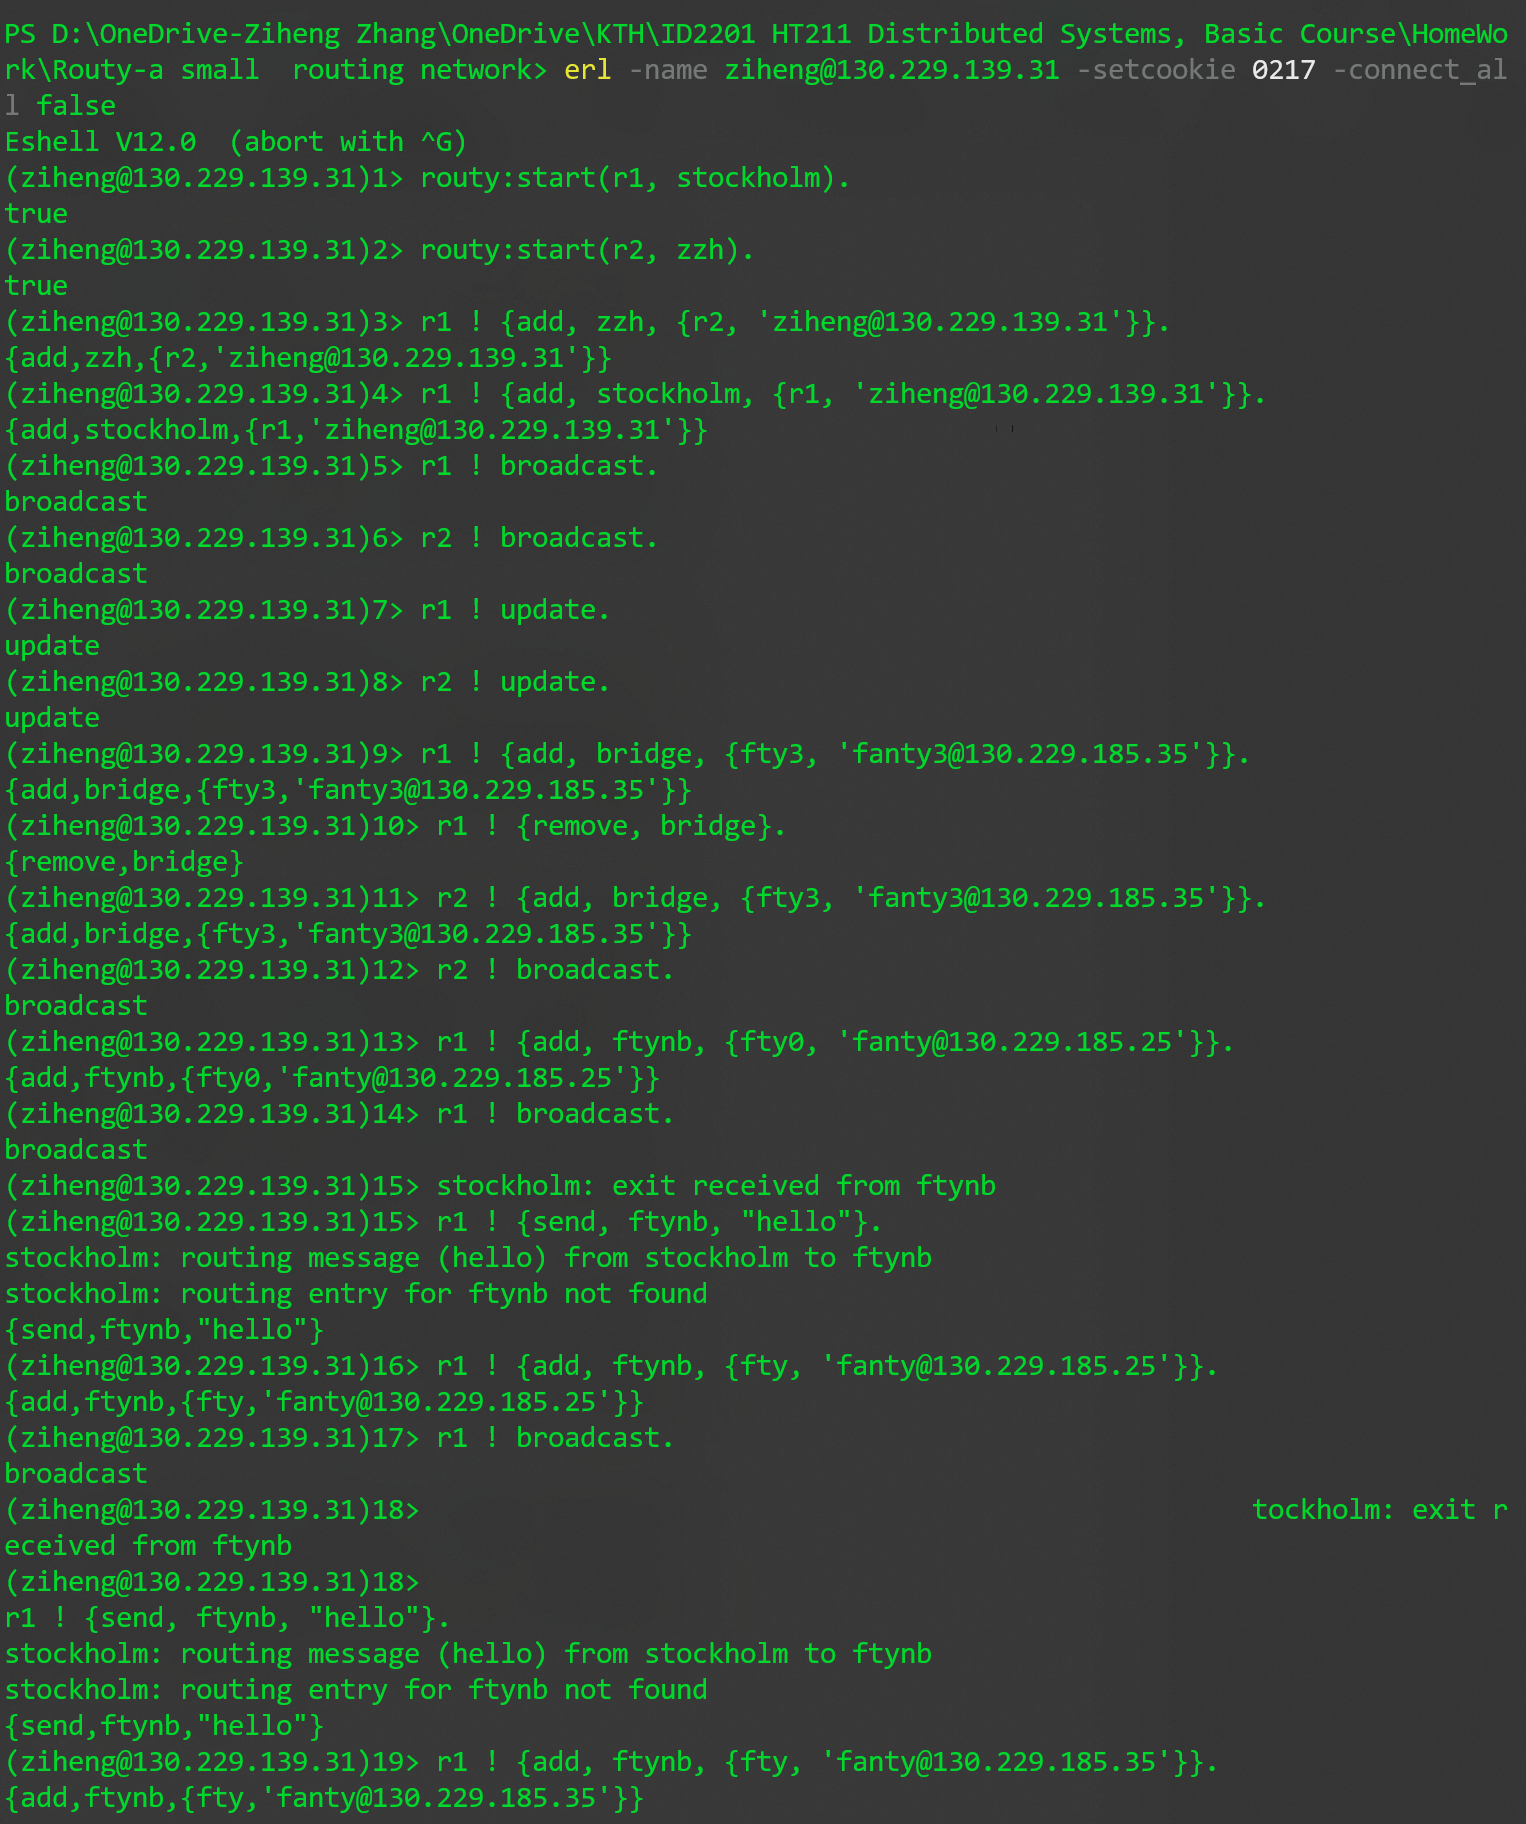 PS D:\OneDrive-Ziheng Zhang\OneDrive\KTH\ID2201 HT211 Distributed Systems, Basic Course\HomeWo
rk\Routy-a small  routing network> erl -name ziheng@130.229.139.31 -setcookie 0217 -connect_al
l false
Eshell V12.0  (abort with ^G)
(ziheng@130.229.139.31)1> routy:start(r1, stockholm).
true
(ziheng@130.229.139.31)2> routy:start(r2, zzh).
true
(ziheng@130.229.139.31)3> r1 ! {add, zzh, {r2, 'ziheng@130.229.139.31'}}.
{add,zzh,{r2,'ziheng@130.229.139.31'}}
(ziheng@130.229.139.31)4> r1 ! {add, stockholm, {r1, 'ziheng@130.229.139.31'}}.
{add,stockholm,{r1,'ziheng@130.229.139.31'}}
(ziheng@130.229.139.31)5> r1 ! broadcast.
broadcast
(ziheng@130.229.139.31)6> r2 ! broadcast.
broadcast
(ziheng@130.229.139.31)7> r1 ! update.
update
(ziheng@130.229.139.31)8> r2 ! update.
update
(ziheng@130.229.139.31)9> r1 ! {add, bridge, {fty3, 'fanty3@130.229.185.35'}}.
{add,bridge,{fty3,'fanty3@130.229.185.35'}}
(ziheng@130.229.139.31)10> r1 ! {remove, bridge}.
{remove,bridge}
(ziheng@130.229.139.31)11> r2 ! {add, bridge, {fty3, 'fanty3@130.229.185.35'}}.
{add,bridge,{fty3,'fanty3@130.229.185.35'}}
(ziheng@130.229.139.31)12> r2 ! broadcast.
broadcast
(ziheng@130.229.139.31)13> r1 ! {add, ftynb, {fty0, 'fanty@130.229.185.25'}}.
{add,ftynb,{fty0,'fanty@130.229.185.25'}}
(ziheng@130.229.139.31)14> r1 ! broadcast.
broadcast
(ziheng@130.229.139.31)15> stockholm: exit received from ftynb
(ziheng@130.229.139.31)15> r1 ! {send, ftynb, "hello"}.
stockholm: routing message (hello) from stockholm to ftynb
stockholm: routing entry for ftynb not found
{send,ftynb,"hello"}
(ziheng@130.229.139.31)16> r1 ! {add, ftynb, {fty, 'fanty@130.229.185.25'}}.
{add,ftynb,{fty,'fanty@130.229.185.25'}}
(ziheng@130.229.139.31)17> r1 ! broadcast.
broadcast
(ziheng@130.229.139.31)18>                                                    tockholm: exit r
eceived from ftynb
(ziheng@130.229.139.31)18>
r1 ! {send, ftynb, "hello"}.
stockholm: routing message (hello) from stockholm to ftynb
stockholm: routing entry for ftynb not found
{send,ftynb,"hello"}
(ziheng@130.229.139.31)19> r1 ! {add, ftynb, {fty, 'fanty@130.229.185.35'}}.
{add,ftynb,{fty,'fanty@130.229.185.35'}}